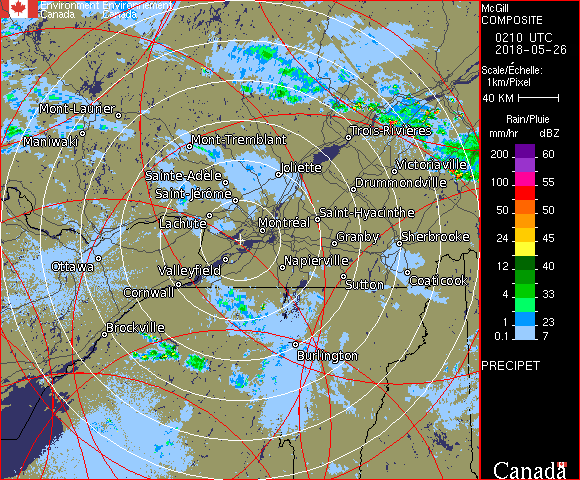 Environment Environnement
Canada Canada
McGill
COMPOSITE
0210 UTC
2018-05-26
Scale/Échelle:
1km/Pixel
40 KM
Rain/Pluie
mm/hr dBZ
200 60
100 55
50 50
24 45
12 40
4 33
1 23
0.1 7
PRECIPET
Canada
Mont-Laurier
Maniwaki
Mont-Tremblant
Trois-Rivières
Sainte-Adèle
Joliette
Victoriaville
Saint-Jérôme
Drummondville
Lachute
Montréal
Saint-Hyacinthe
Granby
Sherbrooke
Ottawa
Valleyfield
Napierville
Cornwall
Sutton
Coaticook
Brockville
Burlington